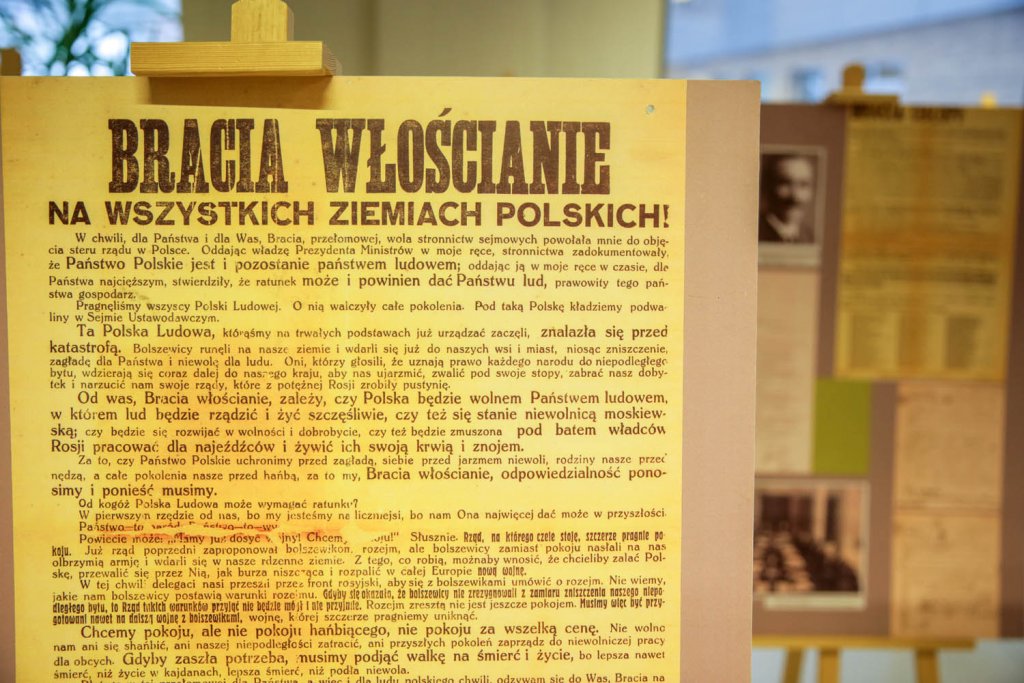 BRACIA WŁOŚCIANIE
NA WSZYSTKICH ZIEMIACH POLSKICH!
W chwili, dla Państwa i dla Was, Bracia, przełomowej, wola stronnictw sejmowych powołała mnie do obję-
cia steru rządu w Polsce. Oddając władzę Prezydenta Ministrów w moje ręce, stronnictwa zadokumentowały,
że Państwo Polskie jest i pozostanie państwem ludowem; oddając ją w moje ręce w czasie, dla
Państwa najcięższym, stwierdziły, że ratunek może i powinien dać Państwu lud, prawowity tego pań-
stwa gospodarz.
Pragnęliśmy wszyscy Polski Ludowej. O nią walczyły całe pokolenia. Pod taką Polskę kładziemy podwa-
liny w Sejmie Ustawodawczym.
Ta Polska Ludowa, którąśmy na trwałych podstawach już urządzać zaczęli, znalazła się przed
katastrofą. Bolszewicy runęli na nasze ziemie i wdarli się już do naszych wsi i miast, niosąc zniszczenie,
zagładę dla Państwa i niewolę dla ludu. Oni, którzy głosili, że uznają prawo każdego narodu do niepodległego
bytu, wdzierają się coraz dalej do naszego kraju, aby nas ujarzmić, zwalić pod swoje stopy, zabrać nasz doby-
tek i narzucić nam swoje rządy, które z potężnej Rosji zrobiły pustynię.
Od was, Bracia włościanie, zależy, czy Polska będzie wolnem Państwem ludowem,
w którem lud będzie rządzić i żyć szczęśliwie, czy też się stanie niewolnicą moskiew-
ską; czy będzie się rozwijać w wolności i dobrobycie, czy też będzie zmuszona pod batem władców
Rosji pracować dla najeźdźców i żywić ich swoją krwią i znojem.
Za to, czy Państwo Polskie uchronimy przed zagładą, siebie przed jarzmem niewoli, rodziny nasze przed
nędzą, a całe pokolenia nasze przed hańbą, za to my, Bracia włościanie, odpowiedzialność pono-
simy i ponieść musimy.
Od kogóż Polska Ludowa może wymagać ratunku?
W pierwszym rzędzie od nas, bo my jesteśmy na liczniejsi, bo nam Ona najwięcej dać może w przyszłości.
Państwo—to naród. Państwo—to—wy.
Powiecie może: „Mamy już dosyć wojny! Chcemy pokoju!" Słusznie. Rząd, na którego czele stoję, szczerze pragnie po-
koju. Już rząd poprzedni zaproponował bolszewikom rozejm, ale bolszewicy zamiast pokoju nasłali na nas
olbrzymią armję i wdarli się w nasze rdzenne ziemie. Z tego, co robią, możnaby wnosić, że chcieliby zalać Pol-
skę, przewalić się przez Nią, jak burza niszcząca i rozpalić w całej Europie nową wojnę.
W tej chwili delegaci nasi przeszli przez front rosyjski, aby się z bolszewikami umówić o rozejm. Nie wiemy,
jakie nam bolszewicy postawią warunki rozejmu. Gdyby się okazało, że bolszewicy nie zrezygnowali z zamiaru zniszczenia naszego niepo-
dległego bytu, to Rząd takich warunków przyjąć nie będzie mógł i nie przyjmie. Rozejm zresztą nie jest jeszcze pokojem. Musimy więc być przy-
gotowani nawet na dalszą wojnę z bolszewikami, wojnę, której szczerze pragniemy uniknąć.
Chcemy pokoju, ale nie pokoju hańbiącego, nie pokoju za wszelką cenę. Nie wolno
nam ani się shańbić, ani naszej niepodległości zatracić, ani przyszłych pokoleń zaprządz do niewolniczej pracy
dla obcych. Gdyby zaszła potrzeba, musimy podjąć walkę na śmierć i życie, bo lepsza nawet
śmierć, niż życie w kajdanach, lepsza śmierć, niż podła niewola.